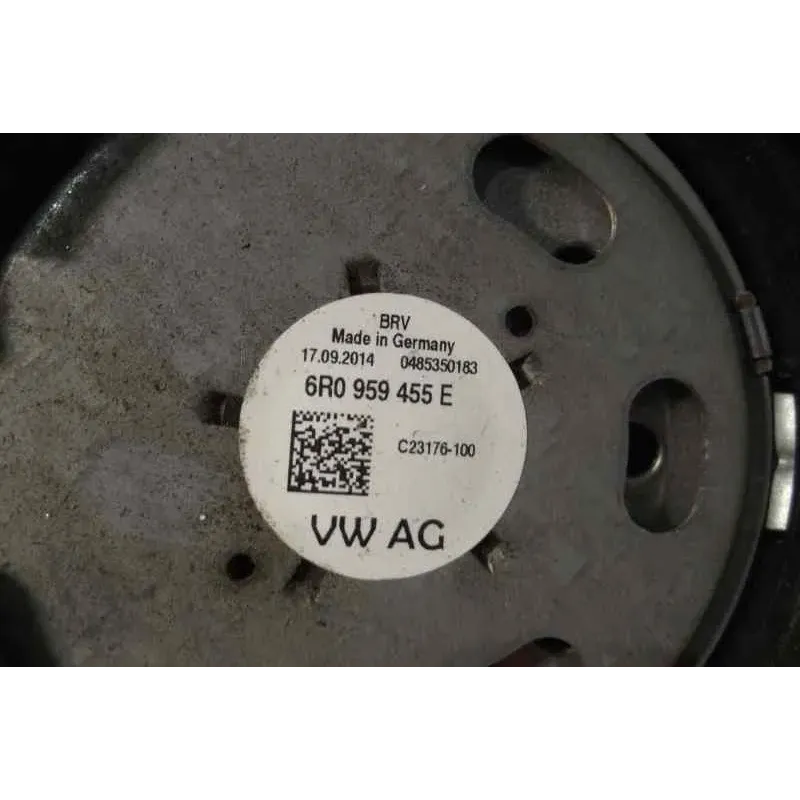 BRV
Made in Germany
17.09.2014 0485350183
6R0 959 455 E
C23176-100
VW AG